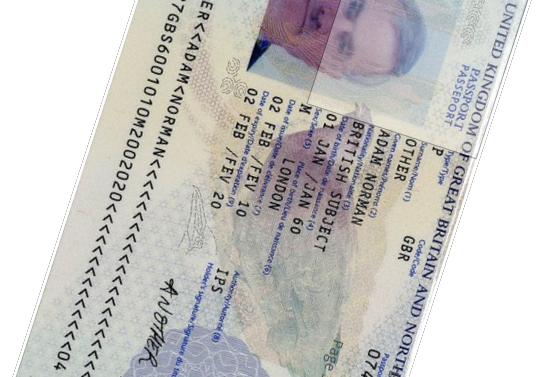 UNITED KINGDOM OF GREAT BRITAIN AND NORTH
PASSPORT
PASSEPORT
Type/Type
P
Code/Code
GBR
Passpo
074
Surname/Nom (1)
OTHER
Given names/Prénoms (2)
ADAM NORMAN
Nationality/Nationalité (3)
BRITISH SUBJECT
Date of birth/Date de naissance (4)
01 JAN /JAN 60
Sex/Sexe (5)
M
Place of birth/Lieu de naissance (6)
LONDON
Date of issue/Date de délivrance (7)
02 FEB /FEV 10
Authority/Autorité (8)
IPS
Date of expiry/Date d'expiration (9)
02 FEB /FEV 20
Holder's signature/Signature du tit
A N OTHER
Page
ER<<ADAM<NORMAN<<<<<<<<<<<<<<<<<
7GBS6001010M2002020<<<<<<<<<<<<<<04